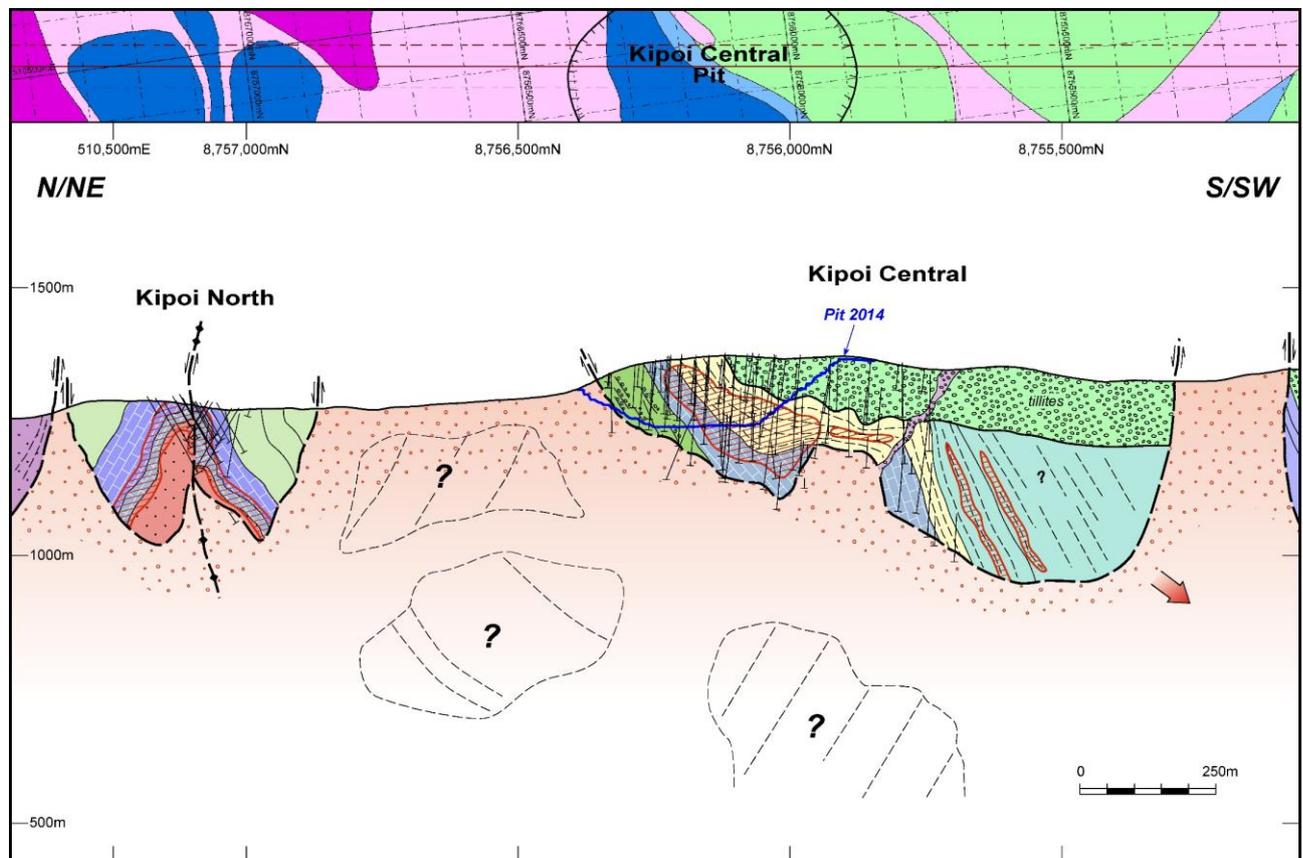 Kipoi Central
Pit
510,500mE
8,757,000mN
8,756,500mN
8,756,000mN
8,755,500mN
N/NE
S/SW
Kipoi Central
1500m
Kipoi North
Pit 2014
tillites
?
?
1000m
?
?
0
250m
500m